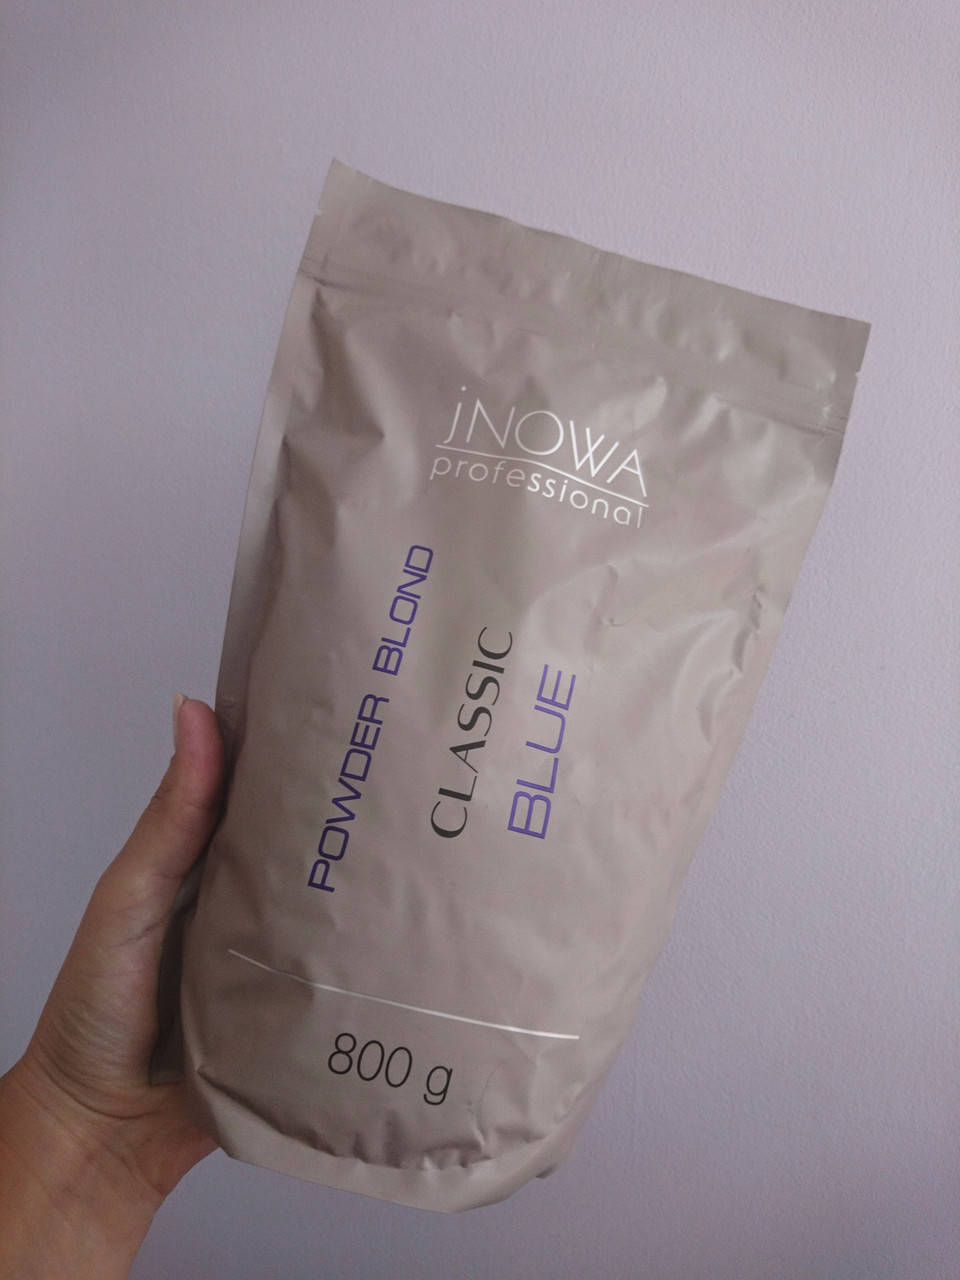 jNOWA
professional
POWDER BLOND
CLASSIC
BLUE
800 g